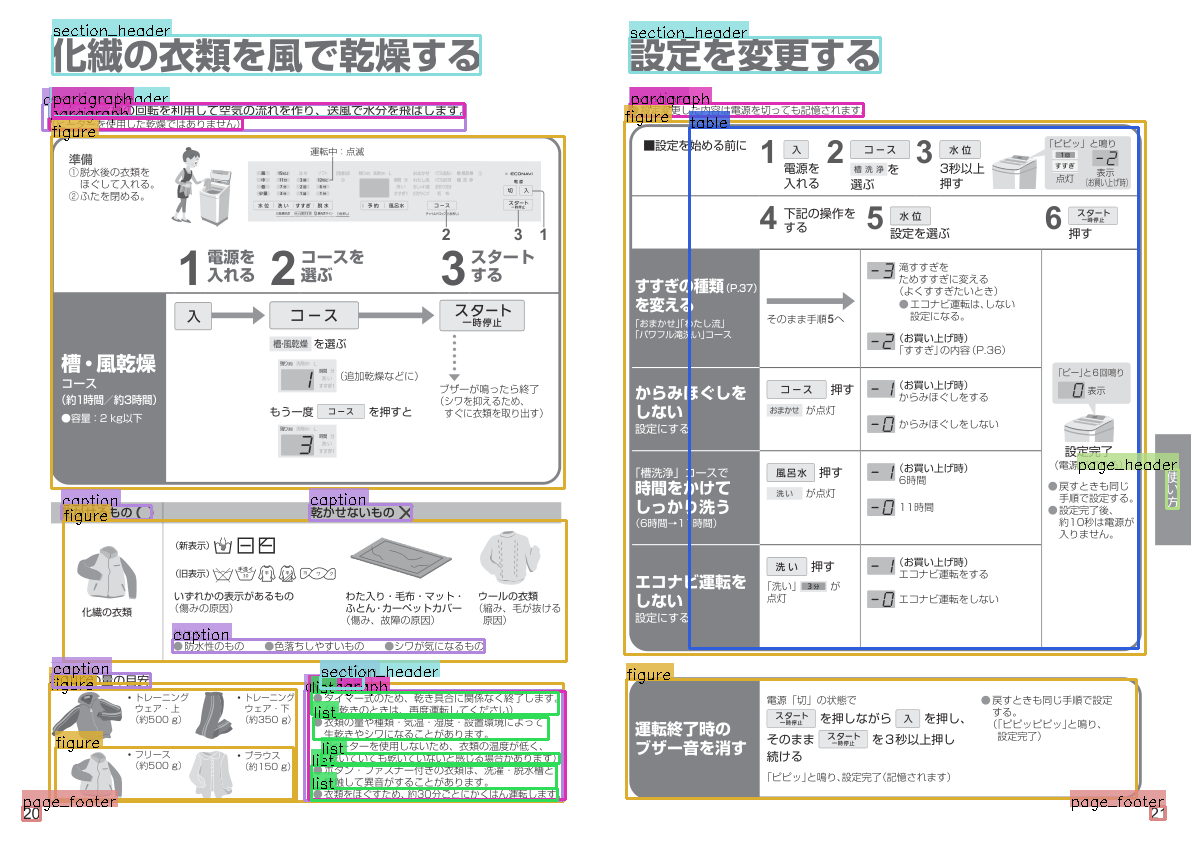 section_header
化繊の衣類を風で乾燥する
paragraph
の回転を利用して空気の流れを作り、送風で水分を飛ばします。
を使用した乾燥ではありません)
figure
準備
①脱水後の衣類を
ほぐして入れる。
②ふたを閉める。
運転中：点滅
2
3
1
1 電源を
入れる
2 コースを
選ぶ
3 スタート
する
槽・風乾燥
コース
(約1時間／約3時間)
●容量：2 kg以下
入
コース
スタート
一時停止
槽・風乾燥 を選ぶ
1
(追加乾燥などに)
もう一度 コース を押すと
3
ブザーが鳴ったら終了
(シワを抑えるため、
すぐに衣類を取り出す)
caption
caption
figure
もの
乾かせないもの
化繊の衣類
(新表示)
(旧表示)
いずれかの表示があるもの
(傷みの原因)
わた入り・毛布・マット・
ふとん・カーペットカバー
(傷み、故障の原因)
ウールの衣類
(縮み、毛が抜ける
原因)
caption
●防水性のもの
●色落ちしやすいもの
●シワが気になるもの
caption
の量の目安
figure
・トレーニング
ウェア・上
(約500 g)
・トレーニング
ウェア・下
(約350 g)
figure
・フリース
(約500 g)
・ブラウス
(約150 g)
section_header
list
イマー式のため、乾き具合に関係なく終了します。
乾きのときは、再度運転してください)
list
●衣類の量や種類・気温・湿度・設置環境によって
生乾きやシワになることがあります。
list
ターを使用しないため、衣類の温度が低く、
いていても乾いていないと感じる場合があります)
list
ボタン・ファスナー付きの衣類は、洗濯・脱水槽と
触して異音がすることがあります。
list
●衣類をほぐすため、約30分ごとにかくはん運転します。
page_footer
20
section_header
設定を変更する
paragraph
更した内容は電源を切っても記憶されます
figure
table
■設定を始める前に
1 入
電源を
入れる
2 コース
槽洗浄 を
選ぶ
3 水位
3秒以上
押す
「ピピッ」と鳴り
すすぎ
点灯
-2
表示
(お買い上げ時)
4 下記の操作を
する
5 水位
設定を選ぶ
6 スタート
一時停止
押す
すすぎの種類(P.37)
を変える
「おまかせ」「わたし流」
「パワフル滝洗い」コース
そのまま手順5へ
-3 滝すすぎを
ためすすぎに変える
(よくすすぎたいとき)
●エコナビ運転は、しない
設定になる。
-2 (お買い上げ時)
「すすぎ」の内容(P.36)
からみほぐしを
しない
設定にする
コース 押す
おまかせ が点灯
-1 (お買い上げ時)
からみほぐしをする
-0 からみほぐしをしない
「槽洗浄」コースで
時間をかけて
しっかり洗う
(6時間→11時間)
風呂水 押す
洗い が点灯
-1 (お買い上げ時)
6時間
-0 11時間
エコナビ運転を
しない
設定にする
洗い 押す
「洗い」 3分 が
点灯
-1 (お買い上げ時)
エコナビ運転をする
-0 エコナビ運転をしない
「ピーと6回鳴り
0 表示
設定完了
(電源
●戻すときも同じ
手順で設定する。
●設定完了後、
約10秒は電源が
入りません。
page_header
使い方
figure
運転終了時の
ブザー音を消す
電源「切」の状態で
スタート 一時停止 を押しながら 入 を押し、
そのまま スタート 一時停止 を3秒以上押し
続ける
「ピピッ」と鳴り、設定完了(記憶されます)
●戻すときも同じ手順で設定
する。
(「ピピッピピッ」と鳴り、
設定完了)
page_footer
21